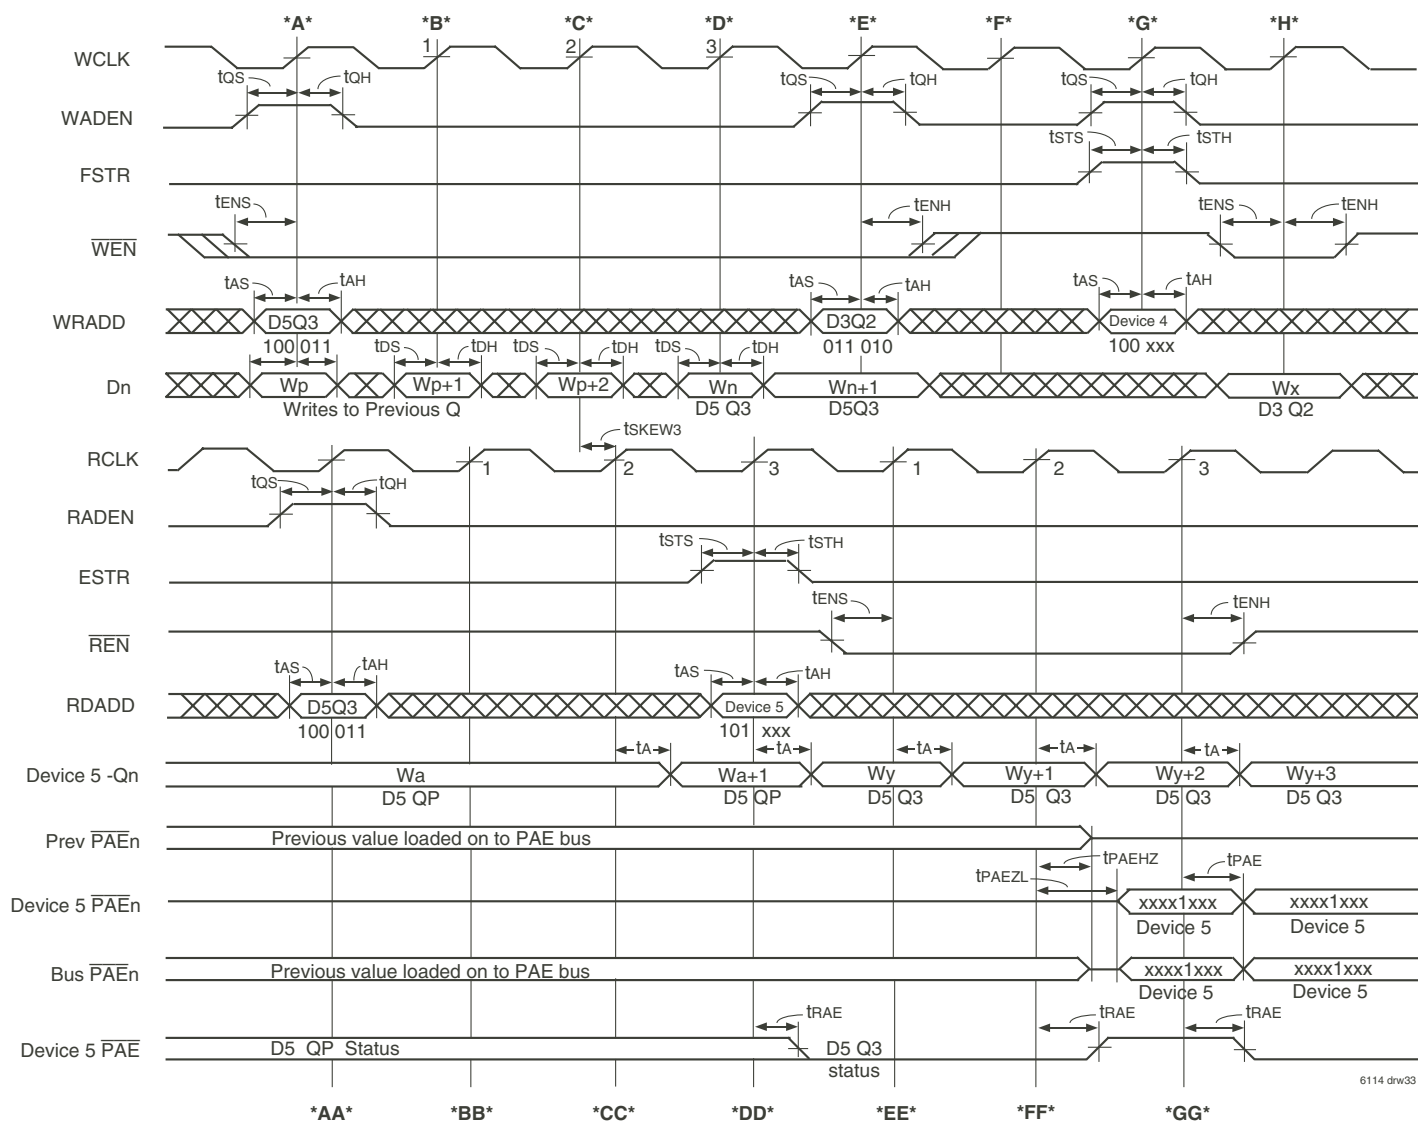 *A* *B* *C* *D* *E* *F* *G* *H*
WCLK 1 2 3
tQS tQH tQS tQH tQS tQH
WADEN
tSTS tSTH
FSTR
tENS tENH tENS tENH
WEN
tAS tAH tAS tAH tAS tAH
WRADD D5Q3 D3Q2 Device 4
100 011 011 010 100 xxx
tDS tDH tDS tDH tDS tDH
Dn Wp Wp+1 Wp+2 Wn Wn+1 Wx
Writes to Previous Q D5 Q3 D5Q3 D3 Q2
tSKEW3
RCLK 1 2 3 1 2 3
tQS tQH
RADEN
tSTS tSTH
ESTR
tENS tENH
REN
tAS tAH tAS tAH
RDADD D5Q3 Device 5
100 011 101 xxx
tA tA tA tA tA
Device 5 -Qn Wa Wa+1 Wy Wy+1 Wy+2 Wy+3
D5 QP D5 QP D5 Q3 D5 Q3 D5 Q3 D5 Q3
Prev PAEn Previous value loaded on to PAE bus
tPAEHZ tPAE
tPAEZL
Device 5 PAEn xxxx1xxx xxxx1xxx
Device 5 Device 5
Bus PAEn Previous value loaded on to PAE bus xxxx1xxx xxxx1xxx
Device 5 Device 5
tRAE tRAE tRAE
Device 5 PAE D5 QP Status D5 Q3
status
6114 drw33
*AA* *BB* *CC* *DD* *EE* *FF* *GG*